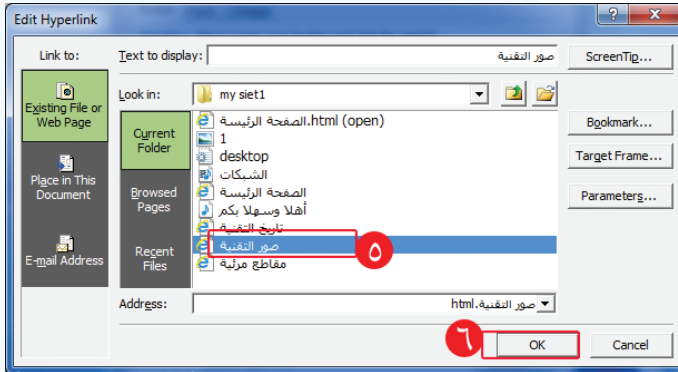 Edit Hyperlink
Link to:
Text to display:
صور التقنية
ScreenTip...
Existing File or
Web Page
Look in:
my siet1
Current
Folder
الصفحة الرئيسة.html (open)
1
desktop
الشبكات
الصفحة الرئيسة
أهلا وسهلا بكم
تاريخ التقنية
صور التقنية
مقاطع مرئية
٥
Bookmark...
Target Frame...
Parameters...
Place in This
Document
Browsed
Pages
E-mail Address
Recent
Files
Address:
صور التقنية.html
٦
OK
Cancel